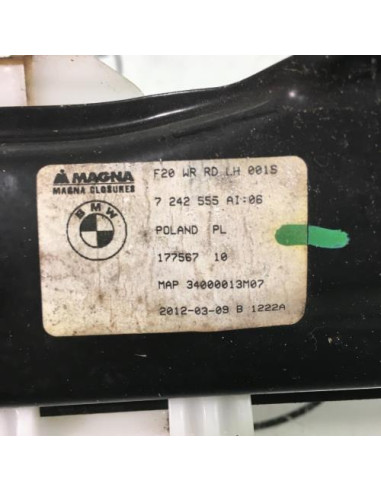 MAGNA
MAGNA CLOSURES
BMW
F20 WR RD LH 001S
7 242 555 AI:06
POLAND PL
177567 10
MAP 34000013M07
2012-03-09 B 1222A